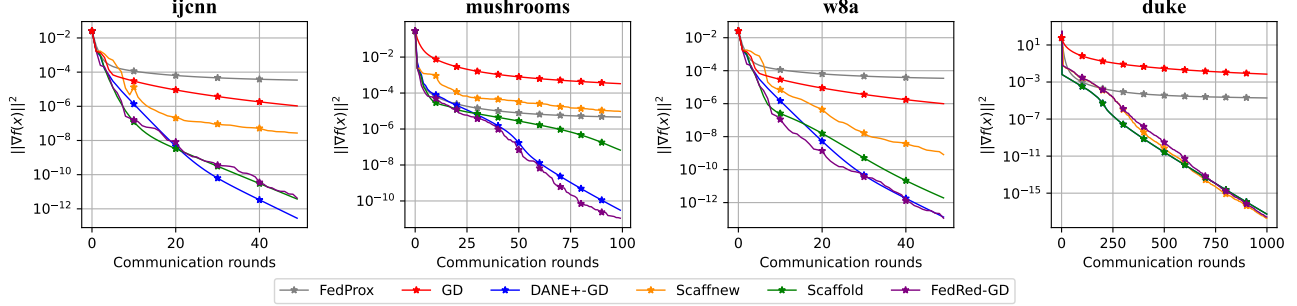 ijcnn
mushrooms
w8a
duke
||∇f(x)||²
10⁻²
10⁻⁴
10⁻⁶
10⁻⁸
10⁻¹⁰
10⁻¹²
0 20 40
Communication rounds
||∇f(x)||²
10⁻²
10⁻⁴
10⁻⁶
10⁻⁸
10⁻¹⁰
0 25 50 75 100
Communication rounds
||∇f(x)||²
10⁻²
10⁻⁴
10⁻⁶
10⁻⁸
10⁻¹⁰
10⁻¹²
0 20 40
Communication rounds
||∇f(x)||²
10¹
10⁻³
10⁻⁷
10⁻¹¹
10⁻¹⁵
0 250 500 750 1000
Communication rounds
FedProx GD DANE+-GD Scaffnew Scaffold FedRed-GD